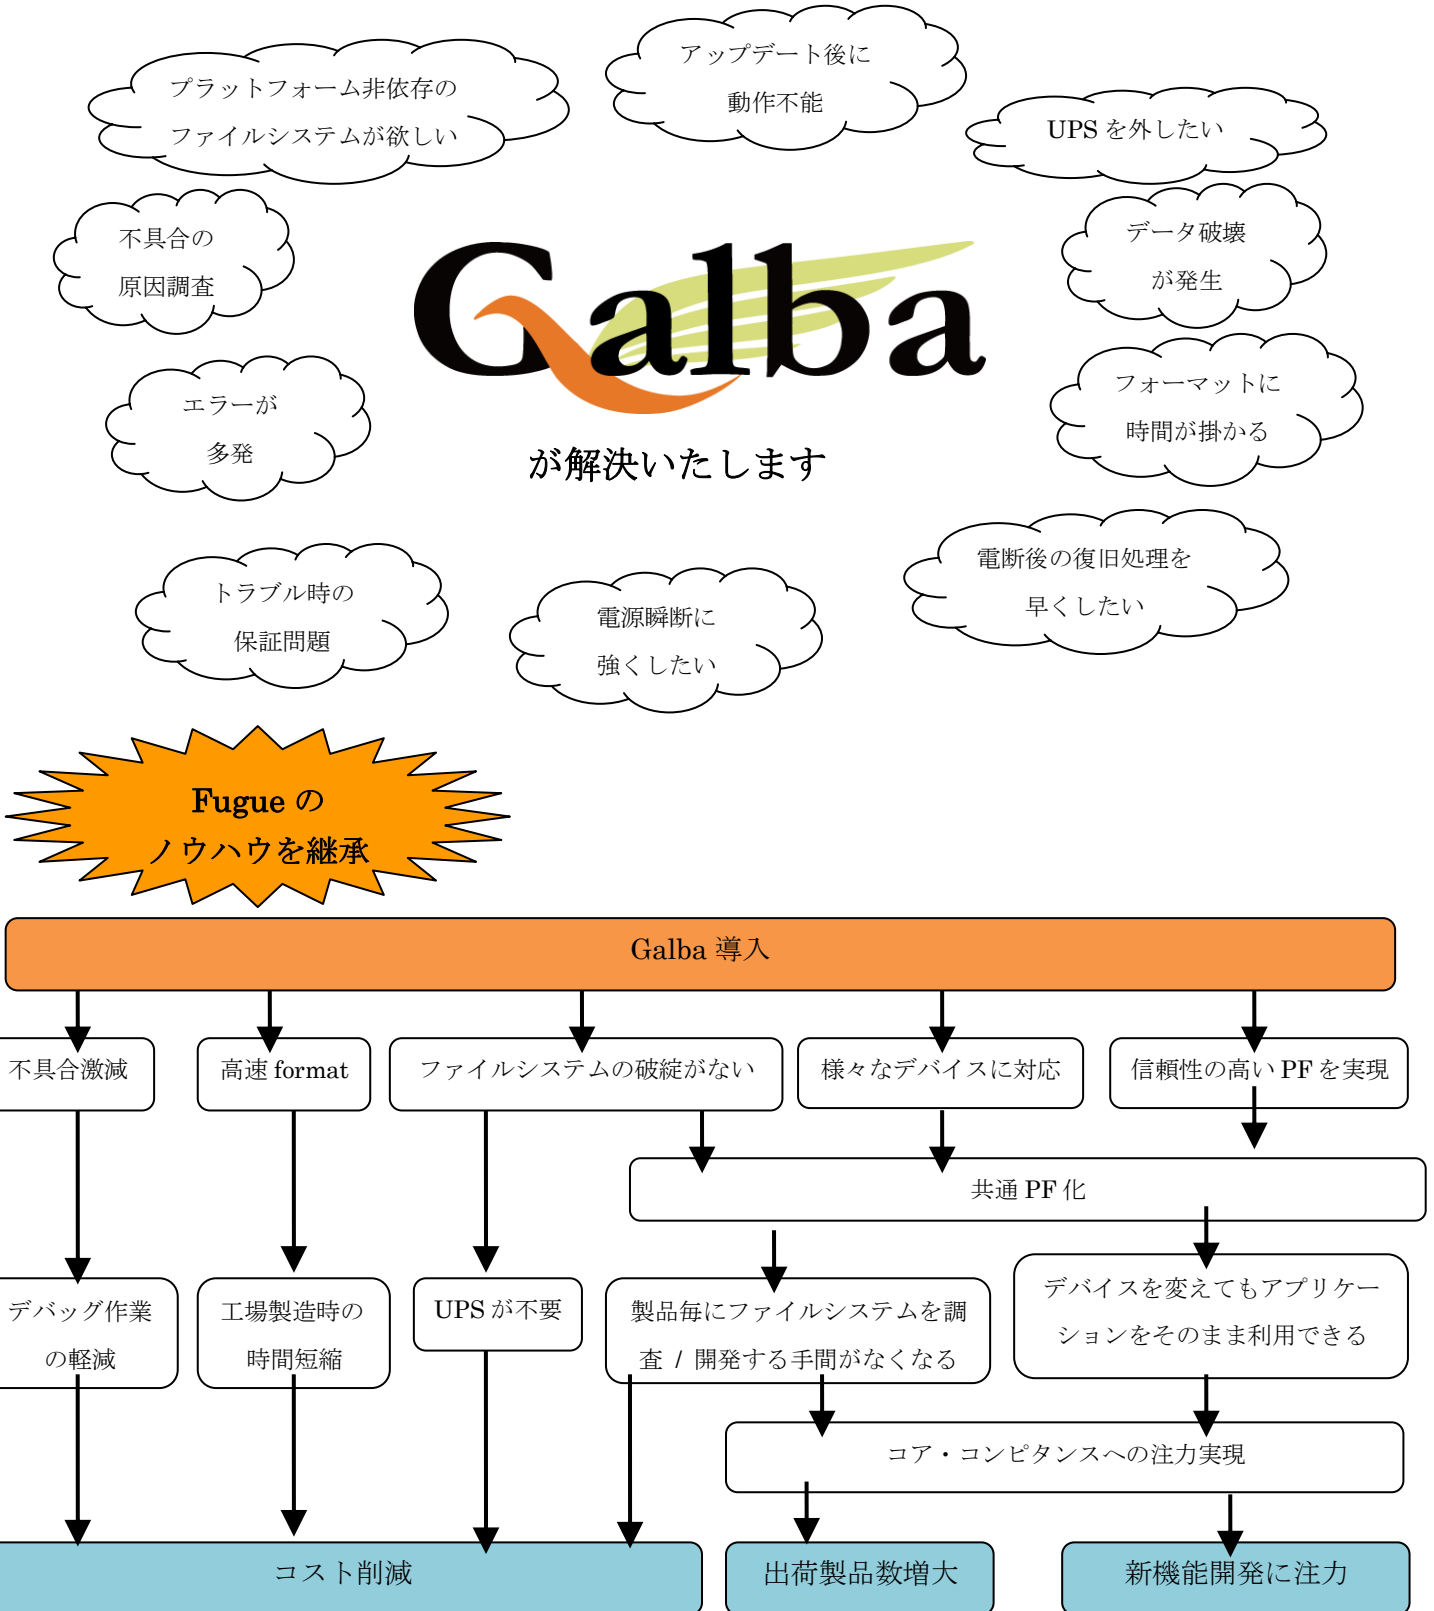 アップデート後に
動作不能
プラットフォーム非依存の
ファイルシステムが欲しい
UPS を外したい
不具合の
原因調査
データ破壊
が発生
Galba
フォーマットに
時間が掛かる
エラーが
多発
が解決いたします
電断後の復旧処理を
早くしたい
トラブル時の
保証問題
電源瞬断に
強くしたい
Fugue の
ノウハウを継承
Galba 導入
不具合激減
高速 format
ファイルシステムの破綻がない
様々なデバイスに対応
信頼性の高い PF を実現
共通 PF 化
デバッグ作業
の軽減
工場製造時の
時間短縮
UPS が不要
製品毎にファイルシステムを調
査 / 開発する手間がなくなる
デバイスを変えてもアプリケー
ションをそのまま利用できる
コア・コンピタンスへの注力実現
コスト削減
出荷製品数増大
新機能開発に注力